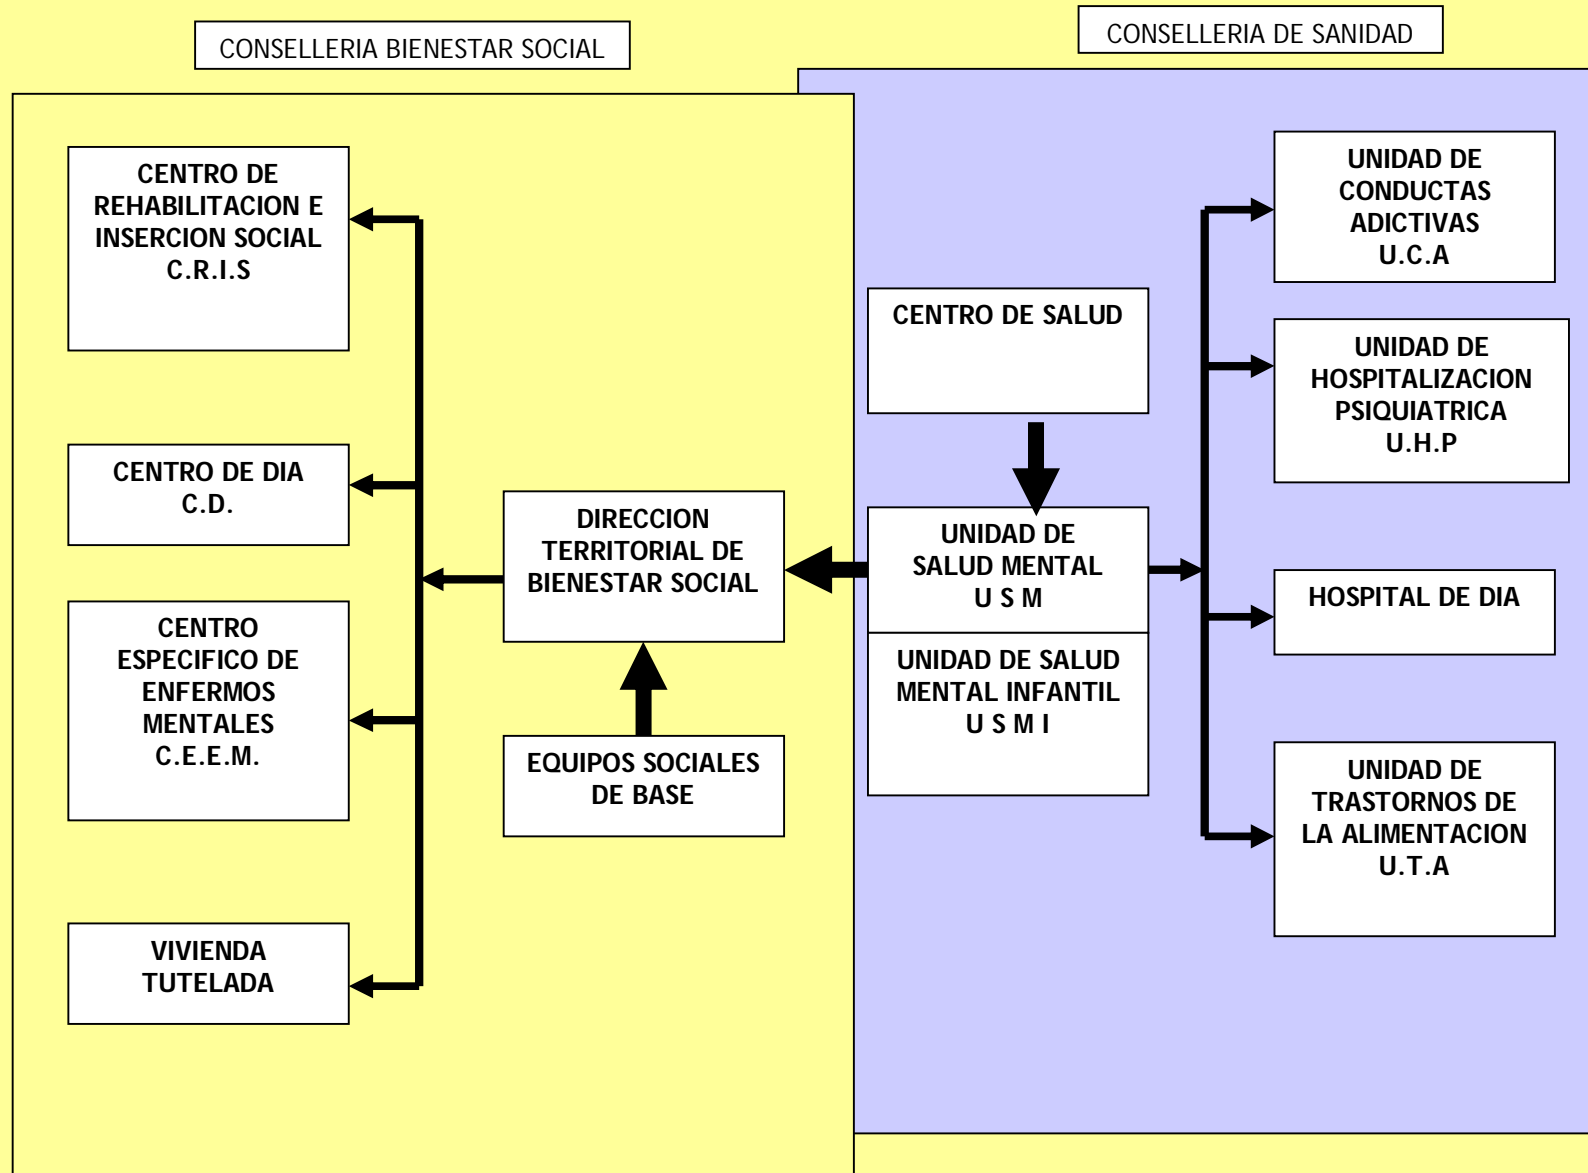 CONSELLERIA BIENESTAR SOCIAL
CONSELLERIA DE SANIDAD
CENTRO DE
REHABILITACION E
INSERCION SOCIAL
C.R.I.S
CENTRO DE DIA
C.D.
CENTRO
ESPECIFICO DE
ENFERMOS
MENTALES
C.E.E.M.
VIVIENDA
TUTELADA
DIRECCION
TERRITORIAL DE
BIENESTAR SOCIAL
EQUIPOS SOCIALES
DE BASE
CENTRO DE SALUD
UNIDAD DE
SALUD MENTAL
U S M
UNIDAD DE SALUD
MENTAL INFANTIL
U S M I
UNIDAD DE
CONDUCTAS
ADICTIVAS
U.C.A
UNIDAD DE
HOSPITALIZACION
PSIQUIATRICA
U.H.P
HOSPITAL DE DIA
UNIDAD DE
TRASTORNOS DE
LA ALIMENTACION
U.T.A